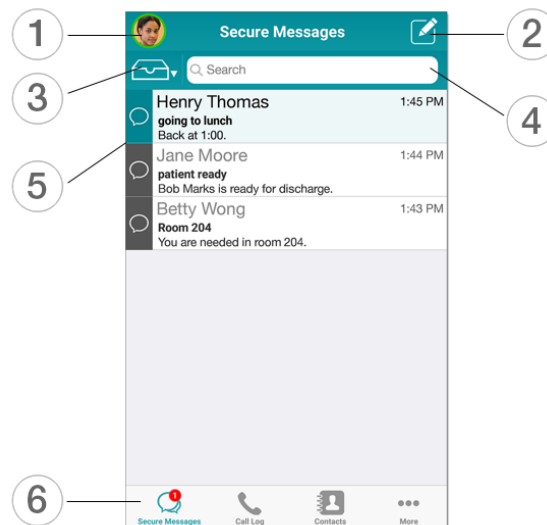 1
Secure Messages
2
3
Search
4
Henry Thomas 1:45 PM
going to lunch
Back at 1:00.
5
Jane Moore 1:44 PM
patient ready
Bob Marks is ready for discharge.
Betty Wong 1:43 PM
Room 204
You are needed in room 204.
6
1
Secure Messages Call Log Contacts More